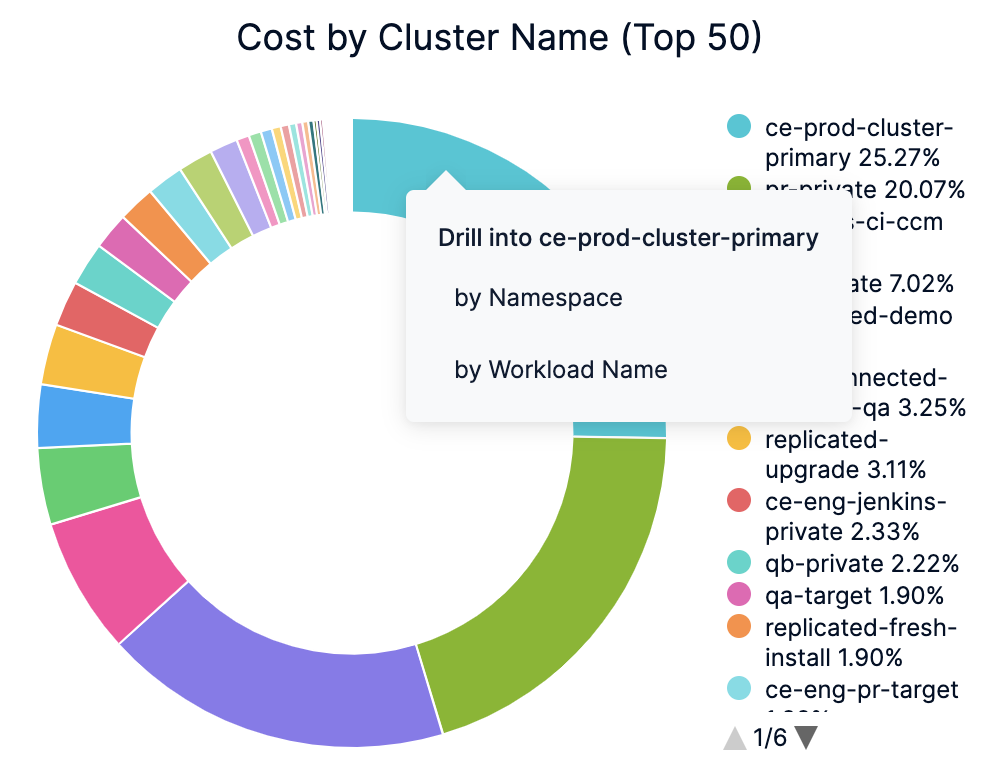 Cost by Cluster Name (Top 50)
ce-prod-cluster-
primary 25.27%
pr-private 20.07%
s-ci-ccm
Drill into ce-prod-cluster-primary
ate 7.02%
by Namespace
ed-demo
by Workload Name
nnected-
-qa 3.25%
replicated-
upgrade 3.11%
ce-eng-jenkins-
private 2.33%
qb-private 2.22%
qa-target 1.90%
replicated-fresh-
install 1.90%
ce-eng-pr-target
1/6